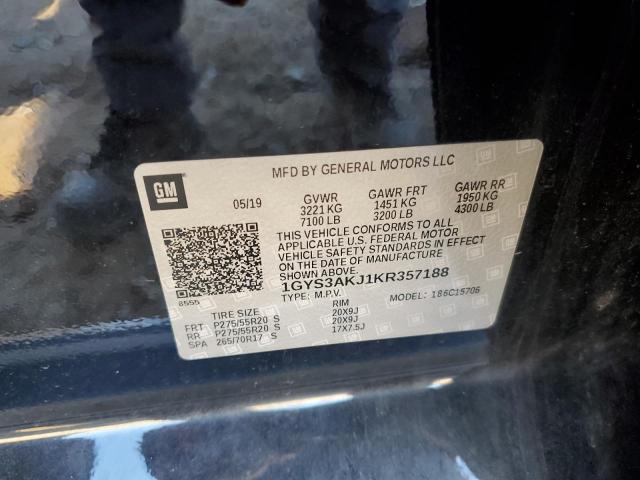 MFD BY GENERAL MOTORS LLC
GM
05/19
GVWR GAWR FRT GAWR RR
3221 KG 1451 KG 1950 KG
7100 LB 3200 LB 4300 LB
THIS VEHICLE CONFORMS TO ALL
APPLICABLE U.S. FEDERAL MOTOR
VEHICLE SAFETY STANDARDS IN EFFECT
ON THE DATE OF MANUFACTURE
SHOWN ABOVE.
1GYS3AKJ1KR357188
8555
TYPE: M.P.V. MODEL: 186C15706
TIRE SIZE RIM
FRT P275/55R20 S 20X9J
RR P275/55R20 S 20X9J
SPA 265/70R17 S 17X7.5J